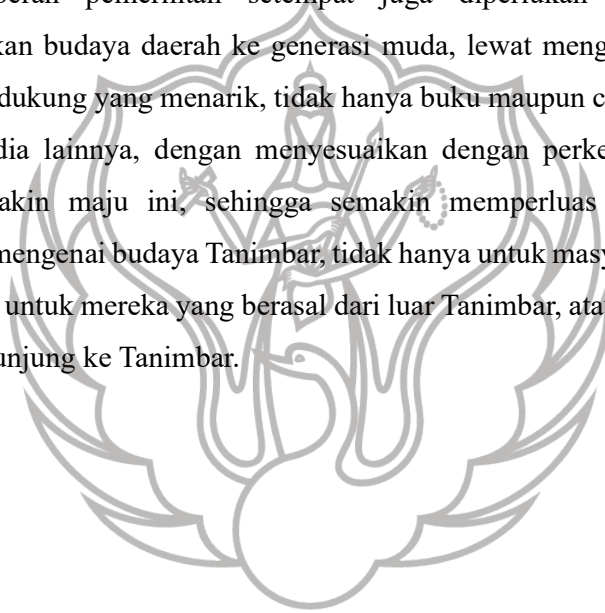 pemerintah setempat juga diperlukan
kan budaya daerah ke generasi muda, lewat meng
dukung yang menarik, tidak hanya buku maupun c
dia lainnya, dengan menyesuaikan dengan perke
akin maju ini, sehingga semakin memperluas
mengenai budaya Tanimbar, tidak hanya untuk masy
untuk mereka yang berasal dari luar Tanimbar, ata
unjung ke Tanimbar.